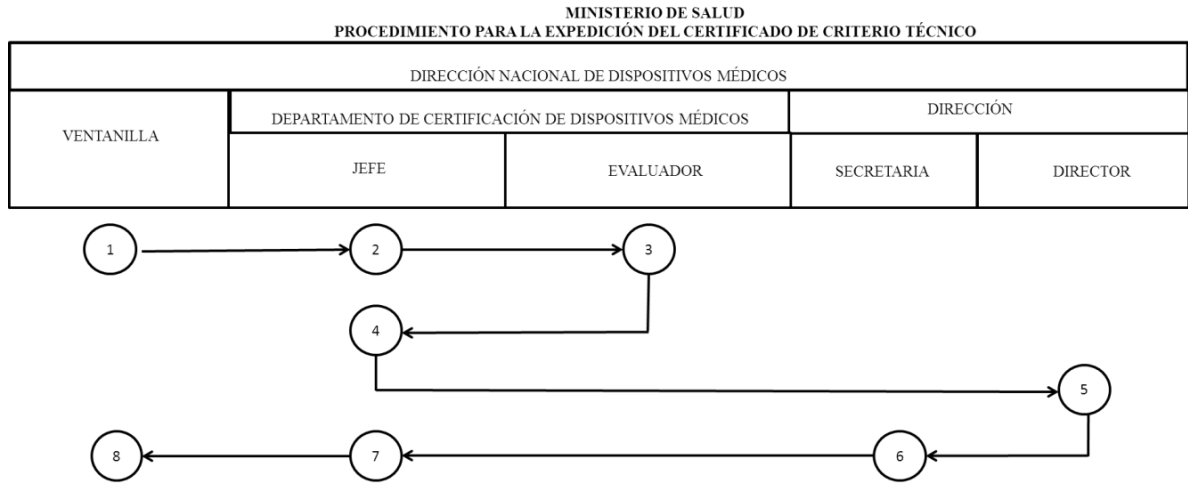 MINISTERIO DE SALUD
PROCEDIMIENTO PARA LA EXPEDICIÓN DEL CERTIFICADO DE CRITERIO TÉCNICO
DIRECCIÓN NACIONAL DE DISPOSITIVOS MÉDICOS
VENTANILLA
DEPARTAMENTO DE CERTIFICACIÓN DE DISPOSITIVOS MÉDICOS
DIRECCIÓN
JEFE
EVALUADOR
SECRETARIA
DIRECTOR
1
2
3
4
5
8
7
6